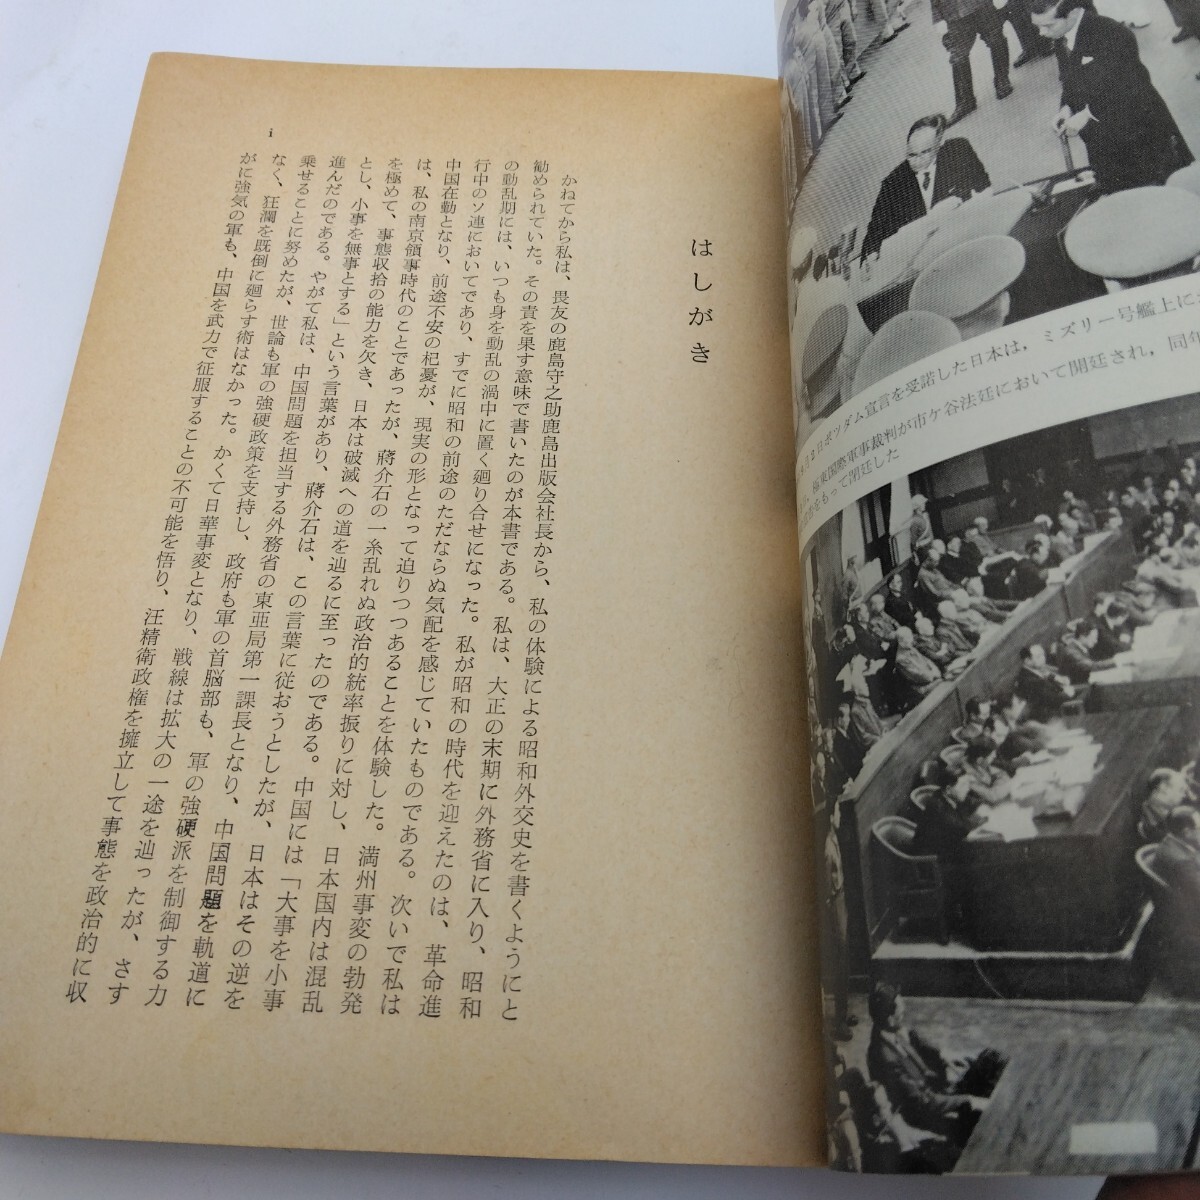 年9月3日ポツダム宣言を受諾した日本は，ミズリー号艦上に
極東国際軍事裁判が市ケ谷法廷において開廷され，同年
をもって閉廷した
はしがき
かねてから私は、畏友の鹿島守之助鹿島出版会社長から、私の体験による昭和外交史を書くようにと
勧められていた。その責を果す意味で書いたのが本書である。私は、大正の末期に外務省に入り、昭和
の動乱期には、いつも身を動乱の渦中に置く廻り合せになった。私が昭和の時代を迎えたのは、革命進
行中のソ連においてであり、すでに昭和の前途のただならぬ気配を感じていたものである。次いで私は
中国在勤となり、前途不安の杞憂が、現実の形となって迫りつつあることを体験した。満州事変の勃発
は、私の南京領事時代のことであったが、蔣介石の一糸乱れぬ政治的統率振りに対し、日本国内は混乱
を極めて、事態収拾の能力を欠き、日本は破滅への道を辿るに至ったのである。中国には「大事を小事
とし、小事を無事とする」という言葉があり、蔣介石は、この言葉に従おうとしたが、日本はその逆を
進んだのである。やがて私は、中国問題を担当する外務省の東亜局第一課長となり、中国問題を軌道に
乗せることに努めたが、世論も軍の強硬政策を支持し、政府も軍の首脳部も、軍の強硬派を制御する力
なく、狂瀾を既倒に廻らす術はなかった。かくて日華事変となり、戦線は拡大の一途を辿ったが、さす
がに強気の軍も、中国を武力で征服することの不可能を悟り、汪精衛政権を擁立して事態を政治的に収
i